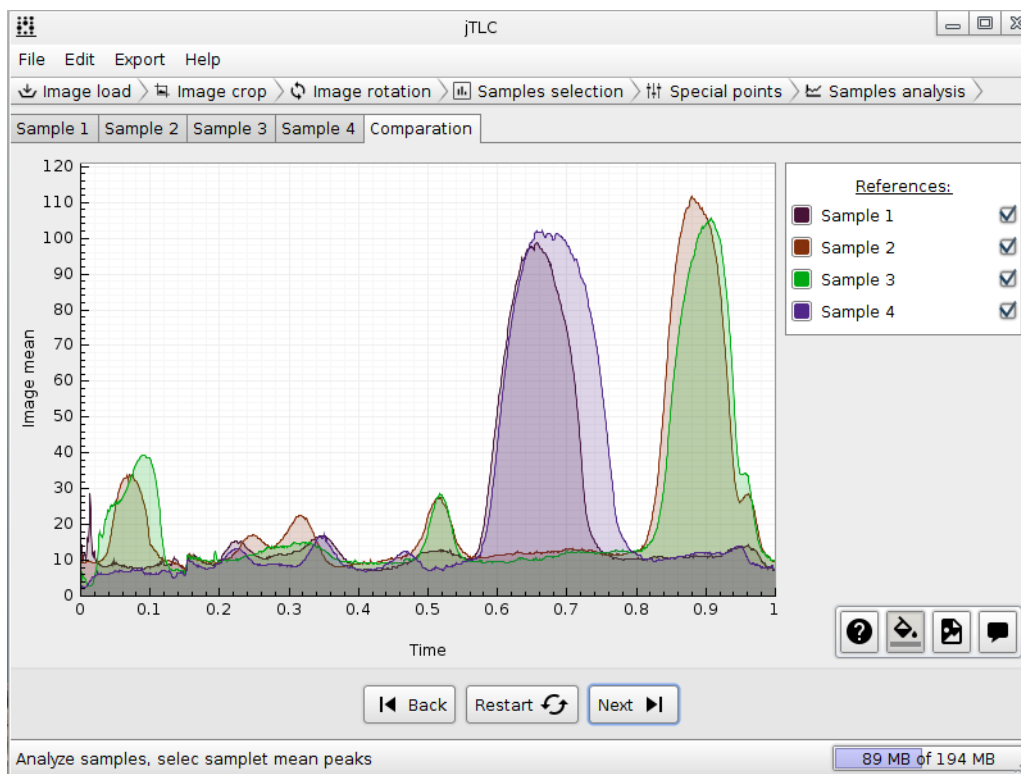 jTLC
File Edit Export Help
Image load Image crop Image rotation Samples selection Special points Samples analysis
Sample 1 Sample 2 Sample 3 Sample 4 Comparation
120
110
100
90
80
70
60
50
40
30
20
10
0
Image mean
0 0.1 0.2 0.3 0.4 0.5 0.6 0.7 0.8 0.9 1
Time
References:
Sample 1
Sample 2
Sample 3
Sample 4
Back Restart Next
Analyze samples, selec samplet mean peaks
89 MB of 194 MB